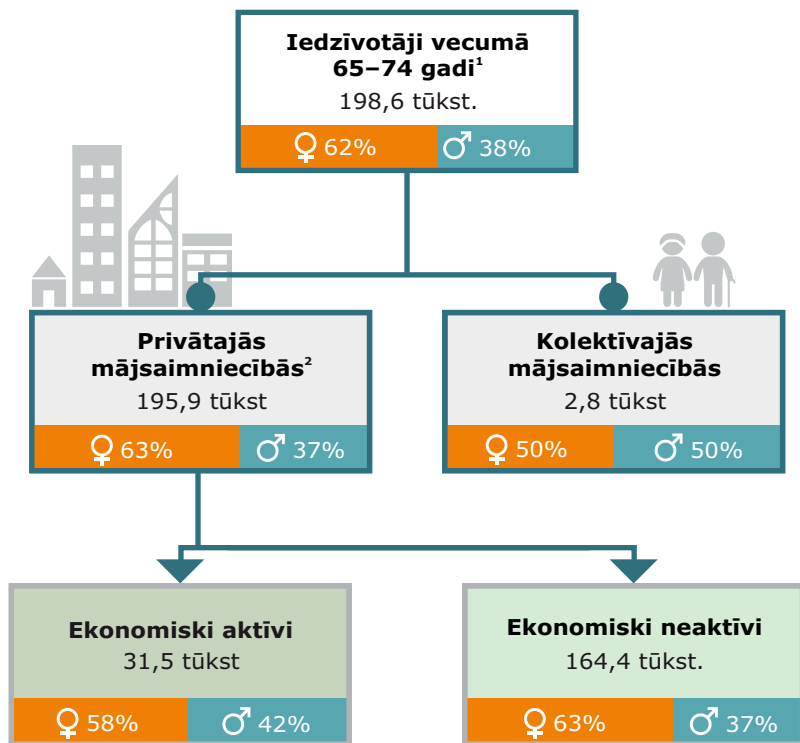 Iedzīvotāji vecumā
65–74 gadi¹
198,6 tūkst.
♀ 62% ♂ 38%
Privātajās
mājsaimniecībās²
195,9 tūkst
♀ 63% ♂ 37%
Kolektīvajās
mājsaimniecībās
2,8 tūkst
♀ 50% ♂ 50%
Ekonomiski aktīvi
31,5 tūkst
♀ 58% ♂ 42%
Ekonomiski neaktīvi
164,4 tūkst.
♀ 63% ♂ 37%